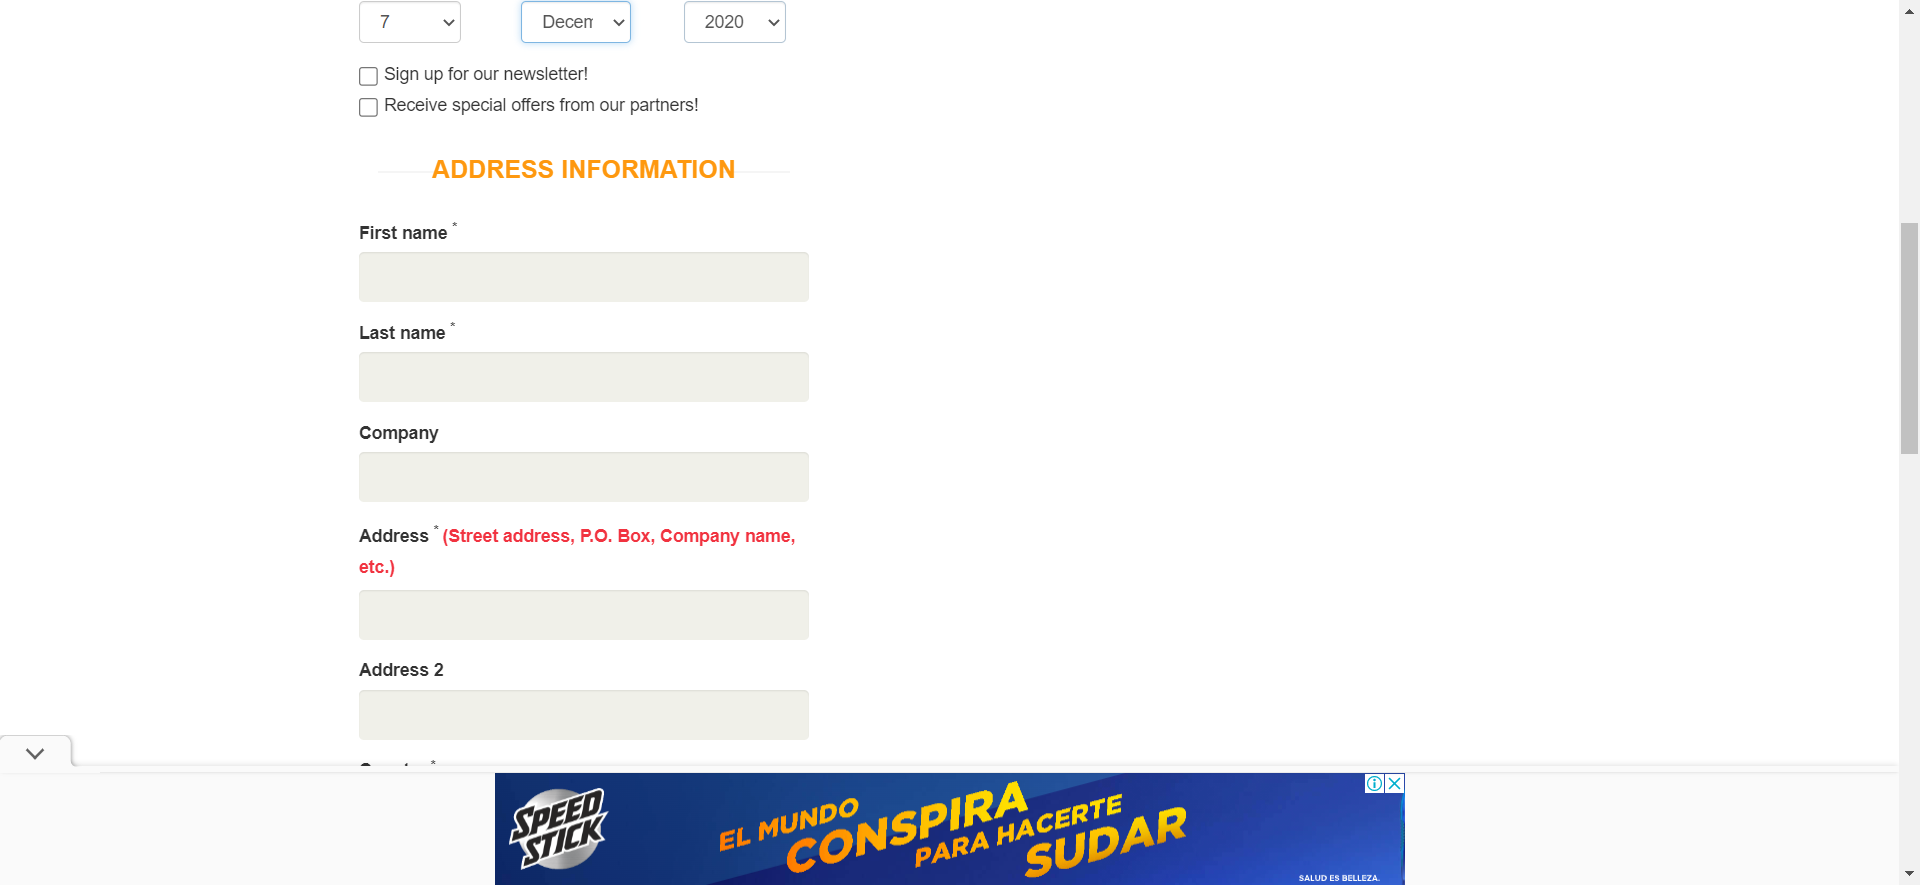 7 Decem 2020
Sign up for our newsletter!
Receive special offers from our partners!
ADDRESS INFORMATION
First name *
Last name *
Company
Address * (Street address, P.O. Box, Company name,
etc.)
Address 2
SPEED
STICK
EL MUNDO
CONSPIRA
PARA HACERTE
SUDAR
SALUD ES BELLEZA.